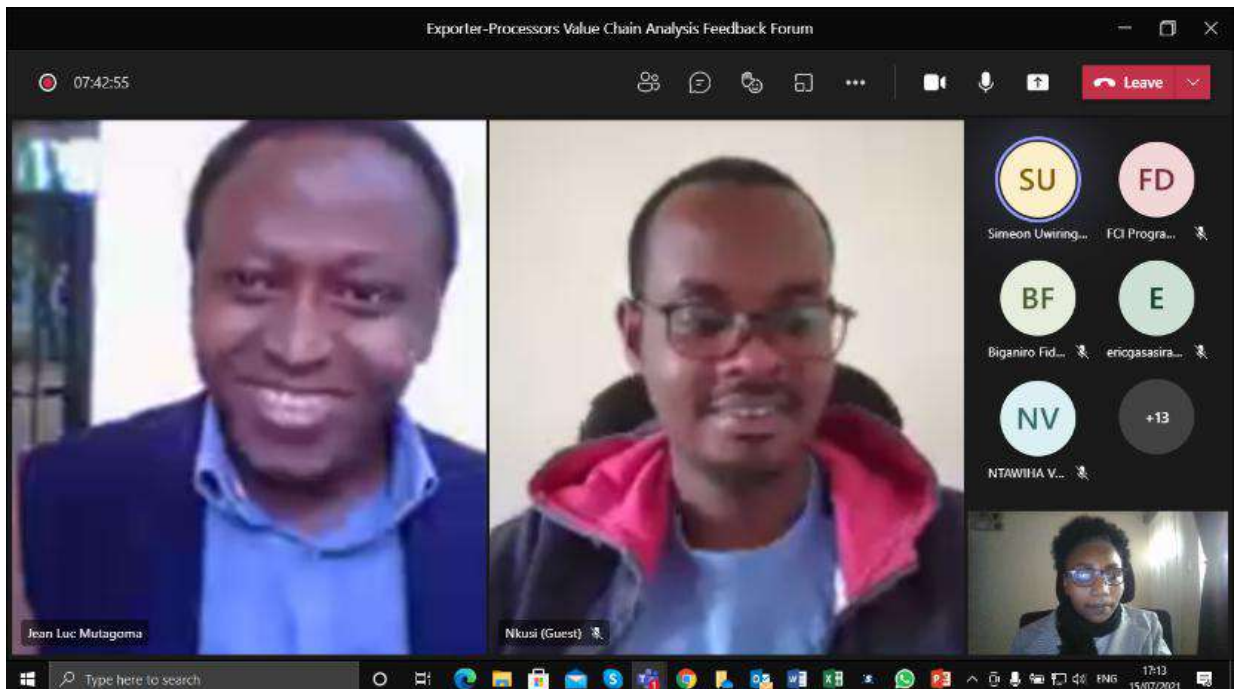 Exporter-Processors Value Chain Analysis Feedback Forum
07:42:55
Leave
SU
FD
Simeon Uwiring...
FCI Progra...
BF
E
Biganiro Fid...
ericgasasira...
NV
+13
NTAWIHA V...
Jean Luc Mutagoma
Nkusi (Guest)
Type here to search
ENG
17:13
15/07/2021